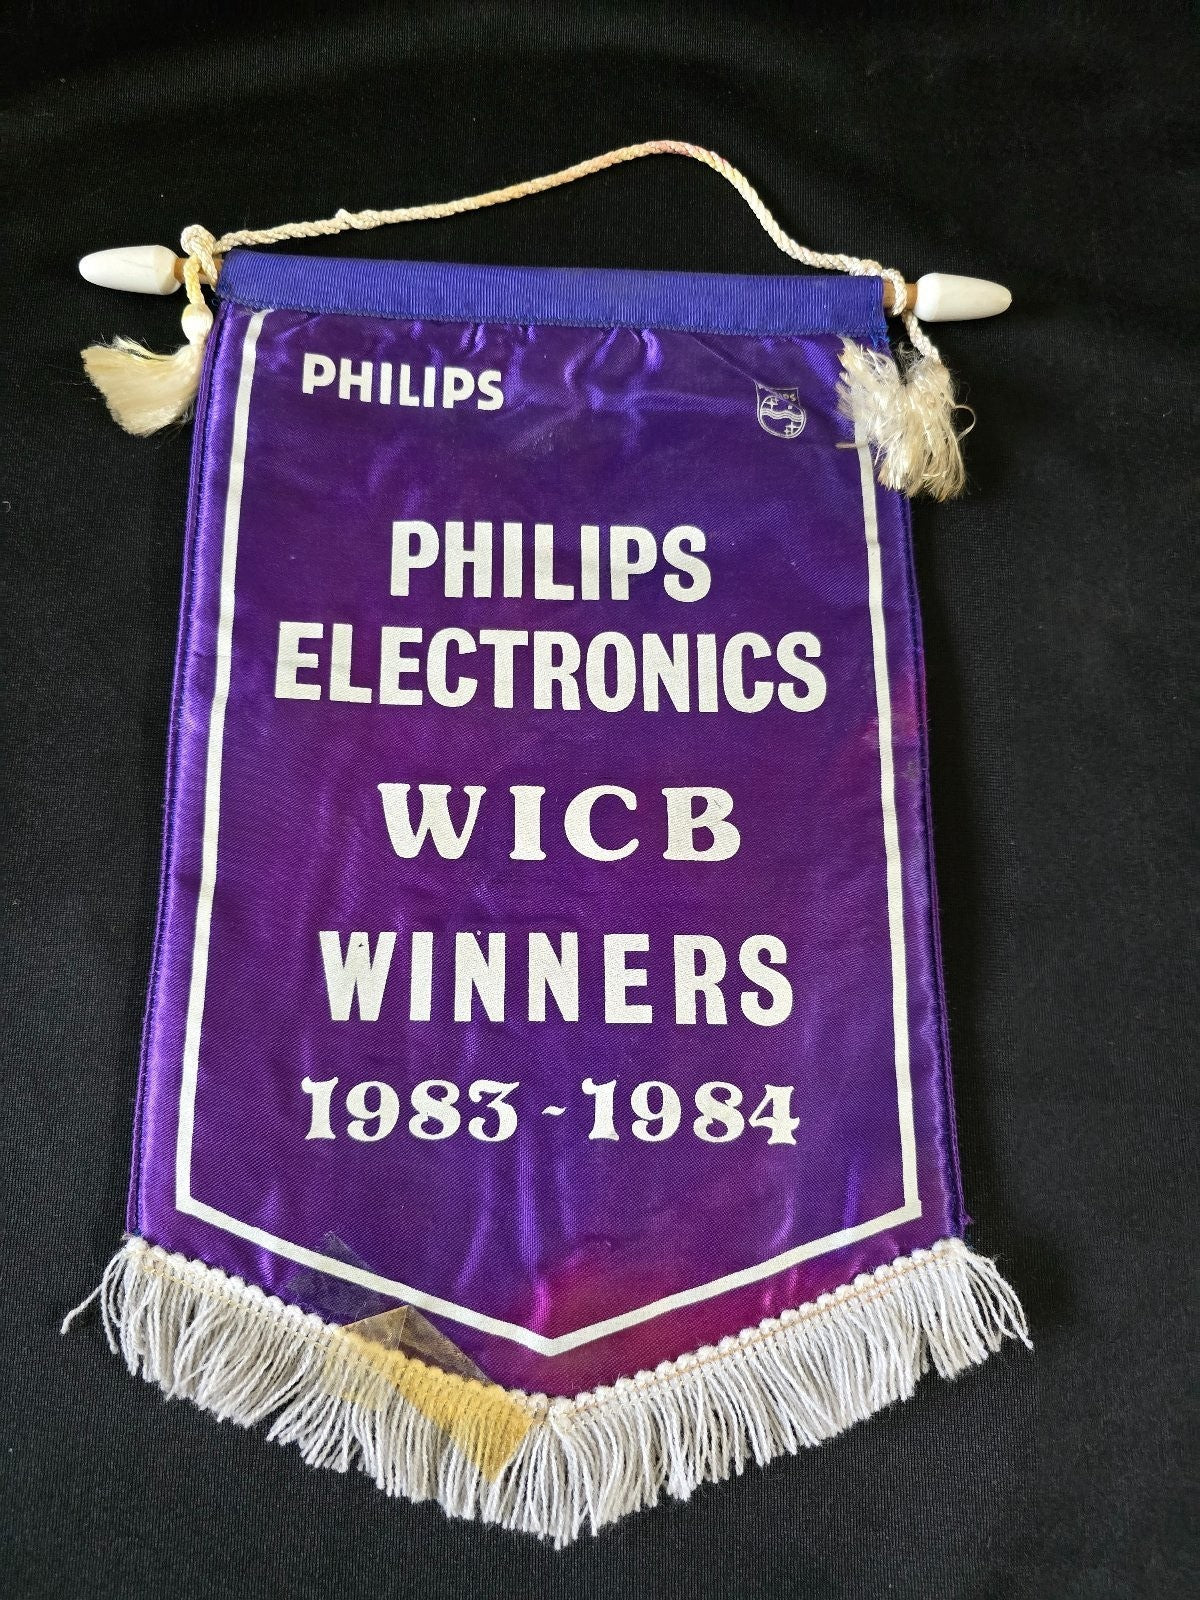 PHILIPS
PHILIPS
ELECTRONICS
WICB
WINNERS
1983-1984